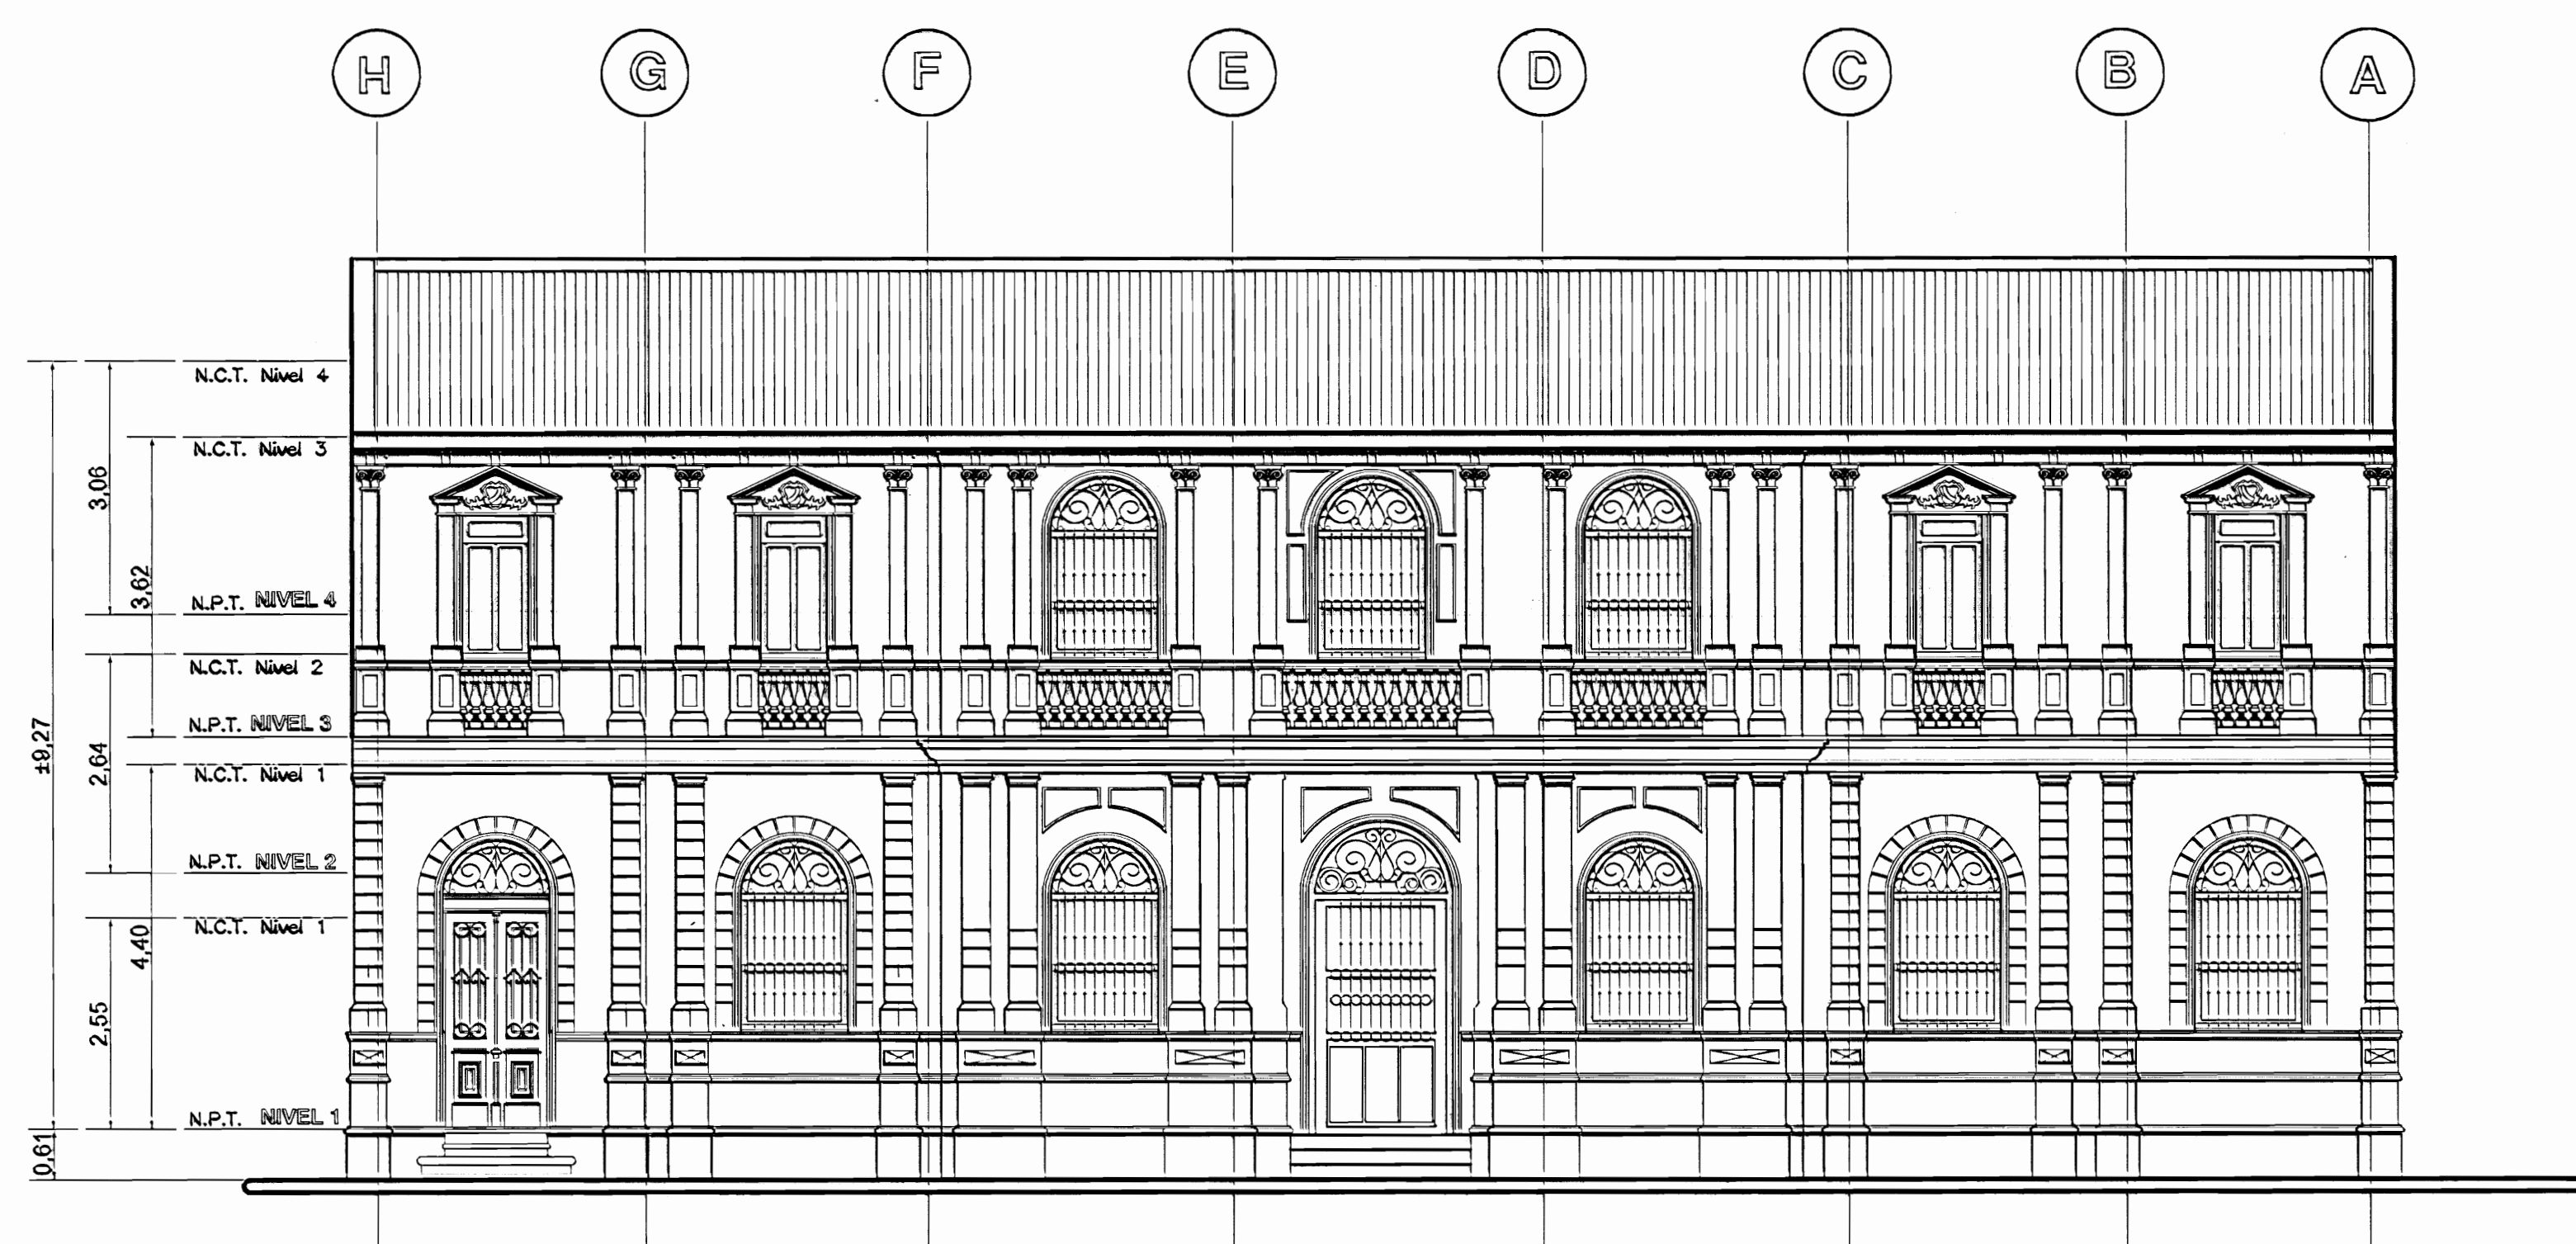 H G F E D C B A
N.C.T. Nivel 4
N.C.T. Nivel 3
3,06
3,62
N.P.T. NIVEL 4
N.C.T. Nivel 2
N.P.T. NIVEL 3
±9,27
2,64
N.C.T. Nivel 1
N.P.T. NIVEL 2
N.C.T. Nivel 1
4,40
2,55
N.P.T. NIVEL 1
0,61